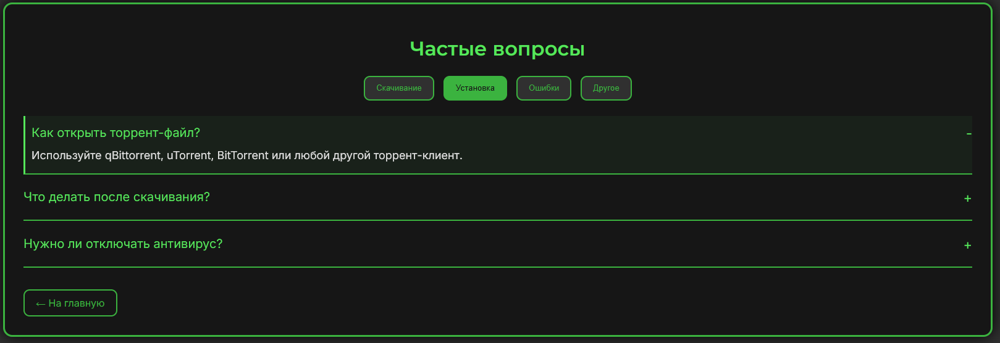 Частые вопросы
Скачивание Установка Ошибки Другое
Как открыть торрент-файл? -
Используйте qBittorrent, uTorrent, BitTorrent или любой другой торрент-клиент.
Что делать после скачивания? +
Нужно ли отключать антивирус? +
← На главную